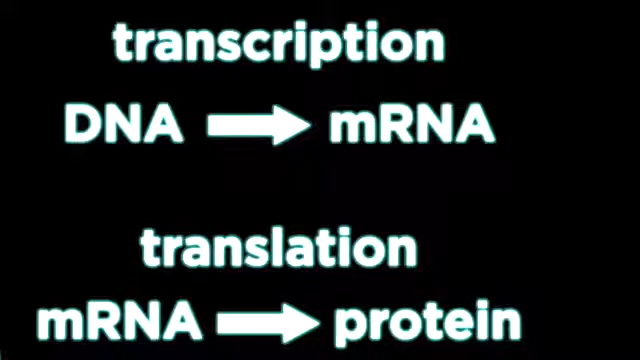 transcription
DNA → mRNA
translation
mRNA → protein